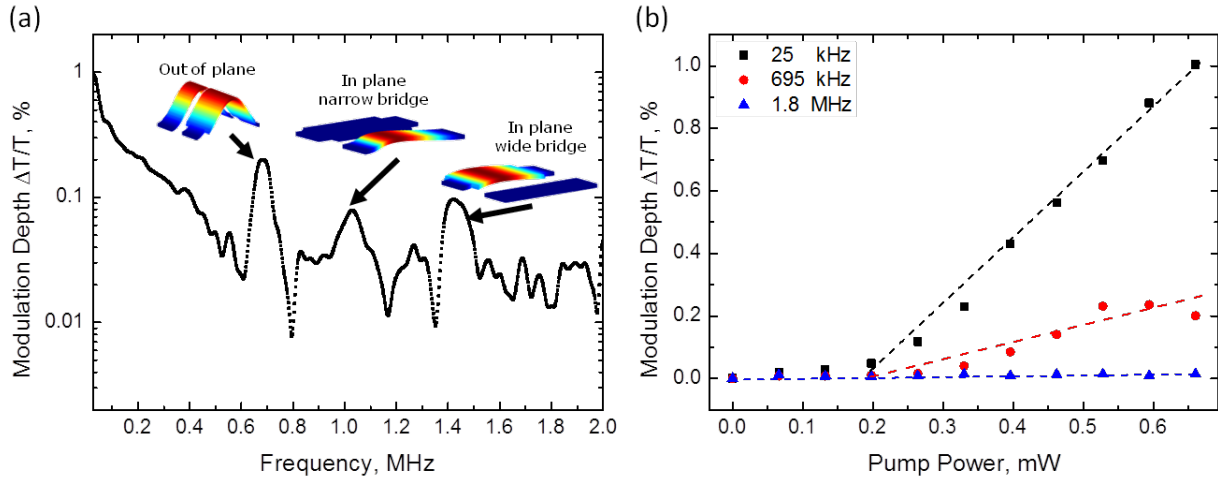 (a)
Modulation Depth ΔT/T, %
1
0.1
0.01
Out of plane
In plane
narrow bridge
In plane
wide bridge
0.2 0.4 0.6 0.8 1.0 1.2 1.4 1.6 1.8 2.0
Frequency, MHz
(b)
Modulation Depth ΔT/T, %
25 kHz
695 kHz
1.8 MHz
1.0
0.8
0.6
0.4
0.2
0.0
0.0 0.1 0.2 0.3 0.4 0.5 0.6
Pump Power, mW